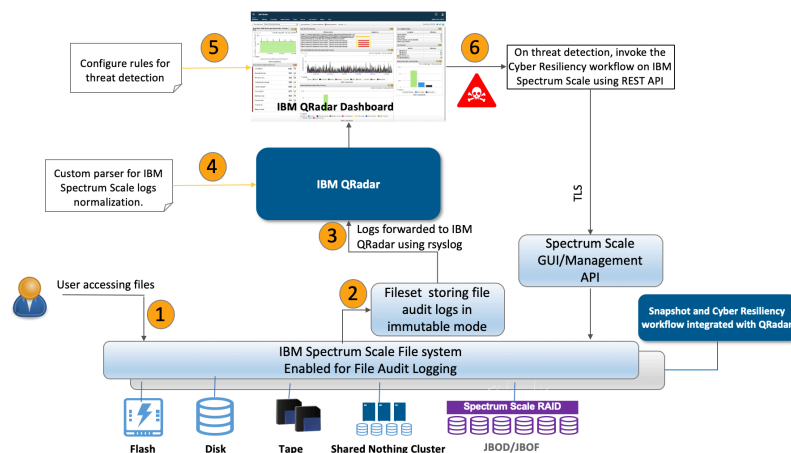 5
Configure rules for
threat detection
IBM QRadar Dashboard
6
On threat detection, invoke the
Cyber Resiliency workflow on IBM
Spectrum Scale using REST API
4
Custom parser for IBM
Spectrum Scale logs
normalization.
IBM QRadar
TLS
3
Logs forwarded to IBM
QRadar using rsyslog
Spectrum Scale
GUI/Management
API
User accessing files
1
2
Fileset storing file
audit logs in
immutable mode
Snapshot and Cyber Resiliency
workflow integrated with QRadar
IBM Spectrum Scale File system
Enabled for File Audit Logging
Flash
Disk
Tape
Shared Nothing Cluster
Spectrum Scale RAID
JBOD/JBOF